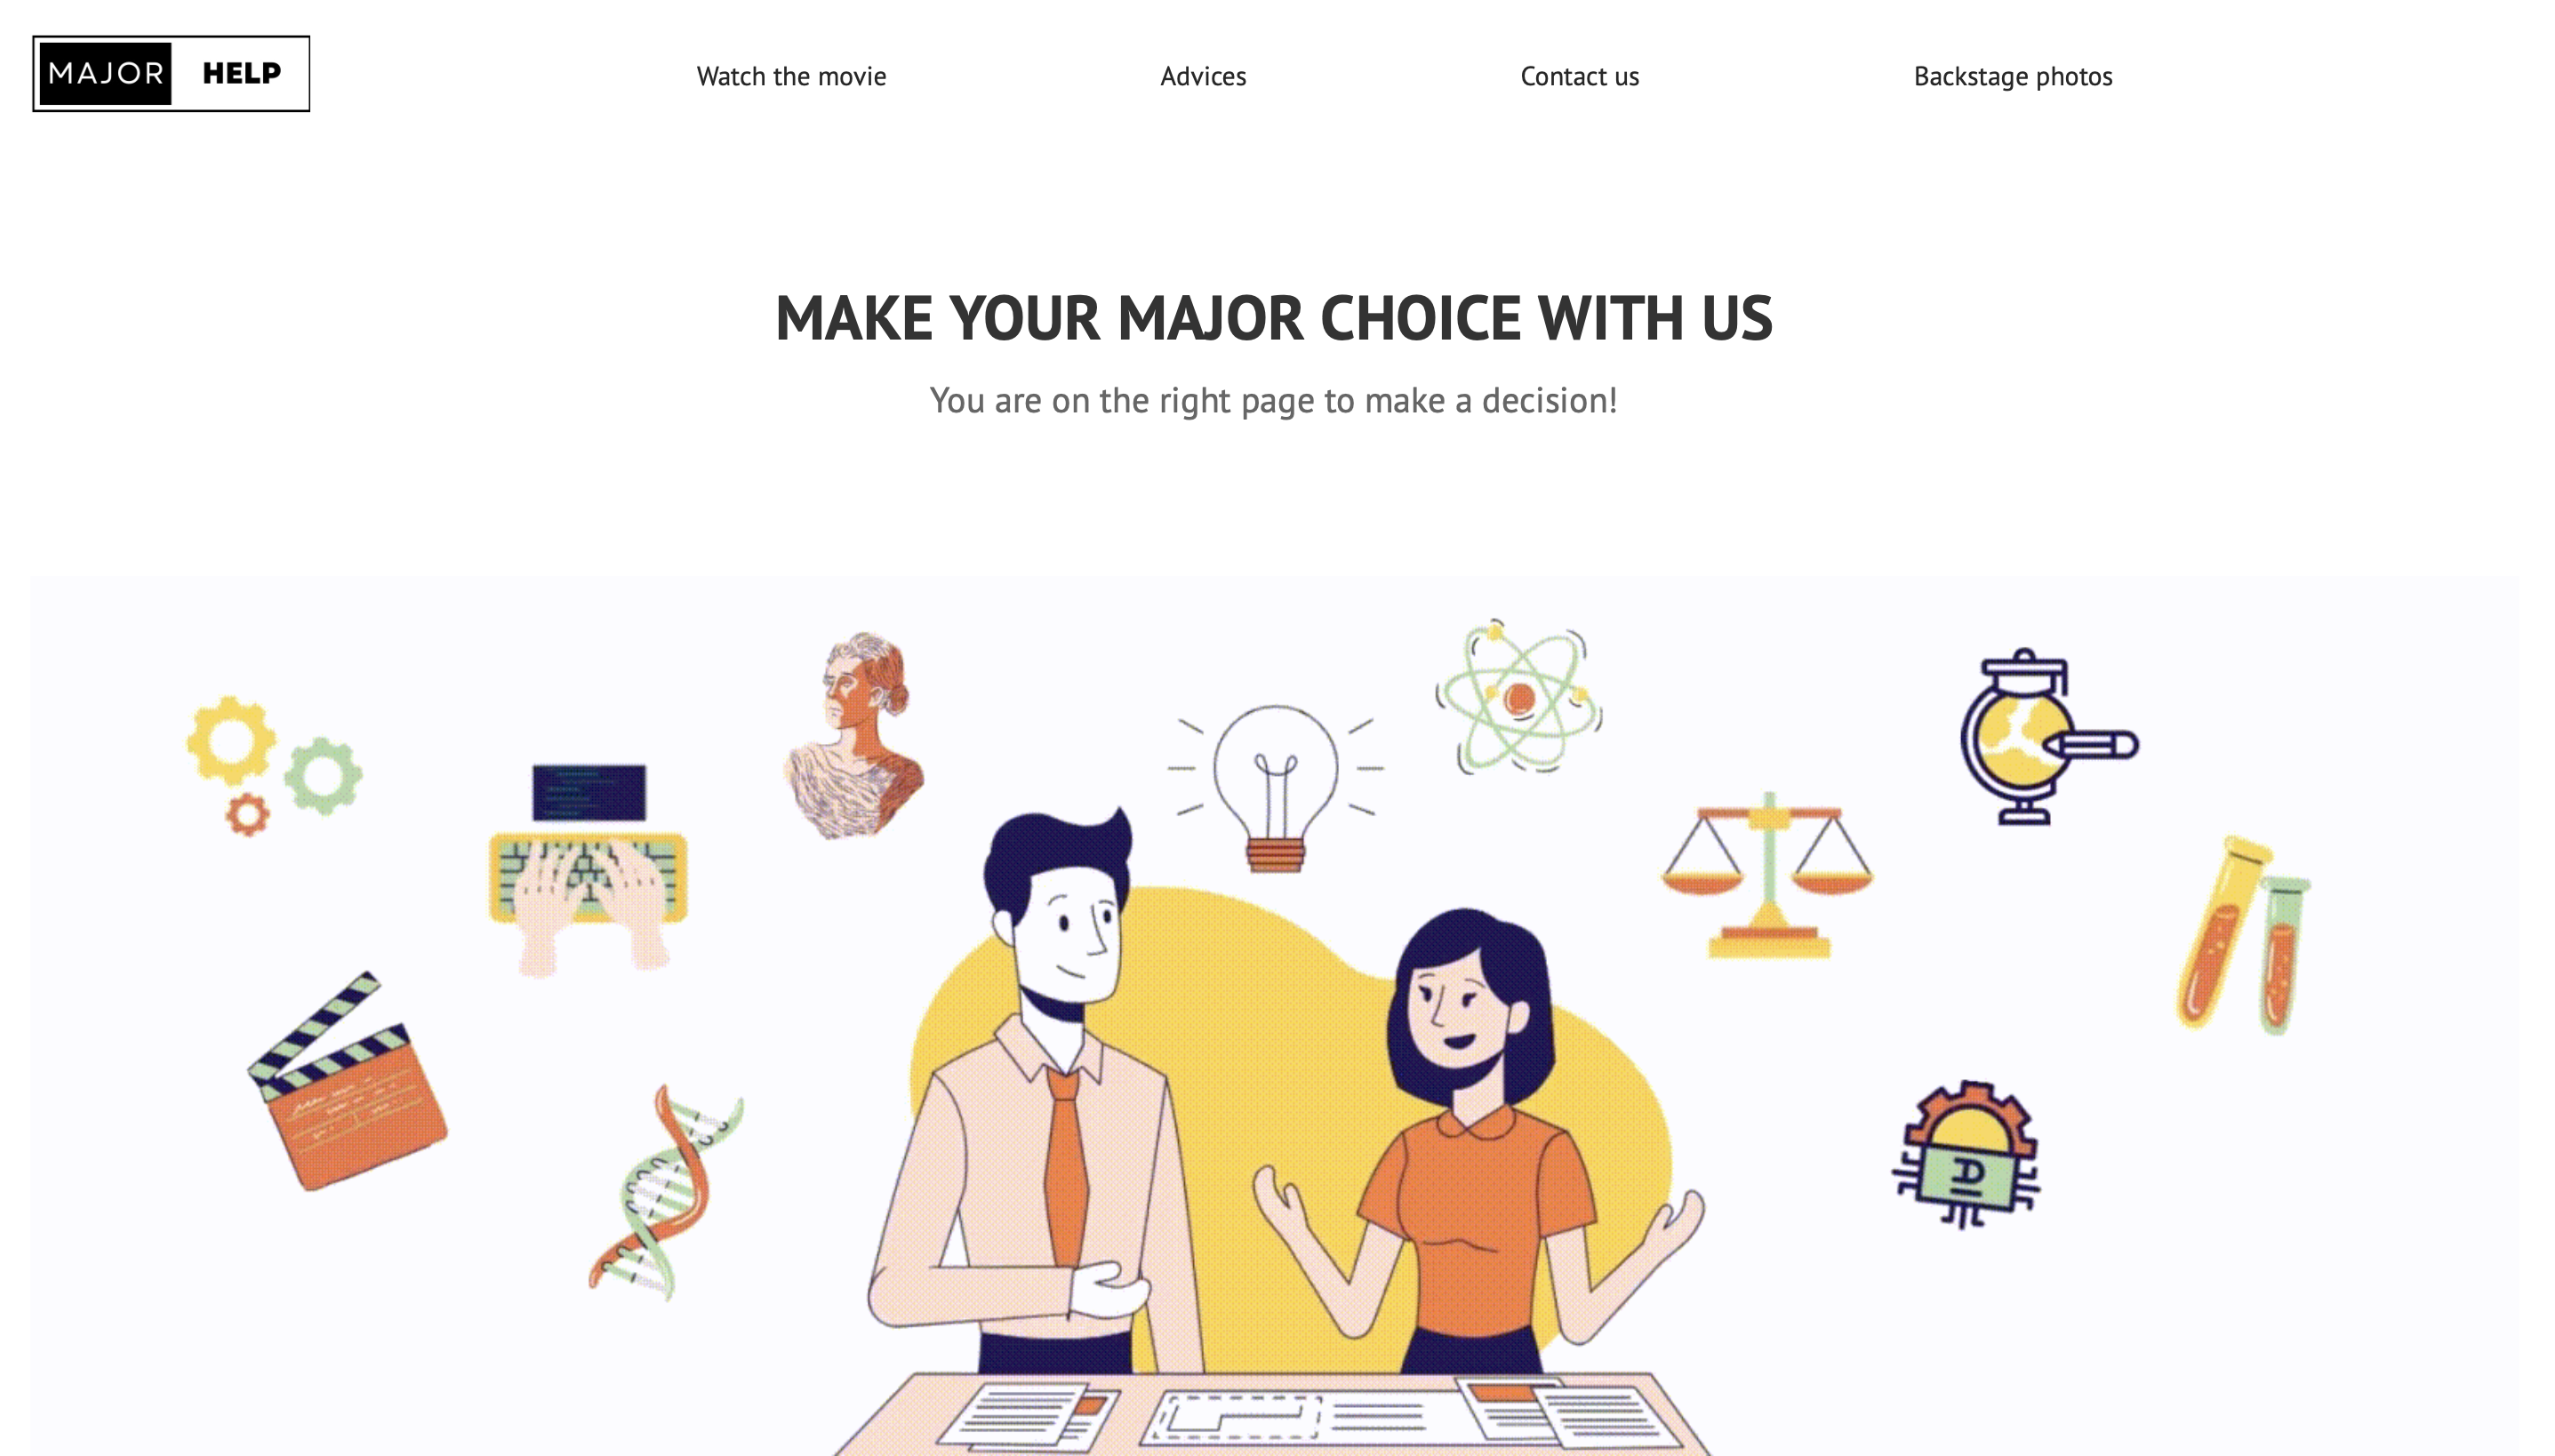 MAJOR HELP
Watch the movie Advices Contact us Backstage photos
MAKE YOUR MAJOR CHOICE WITH US
You are on the right page to make a decision!